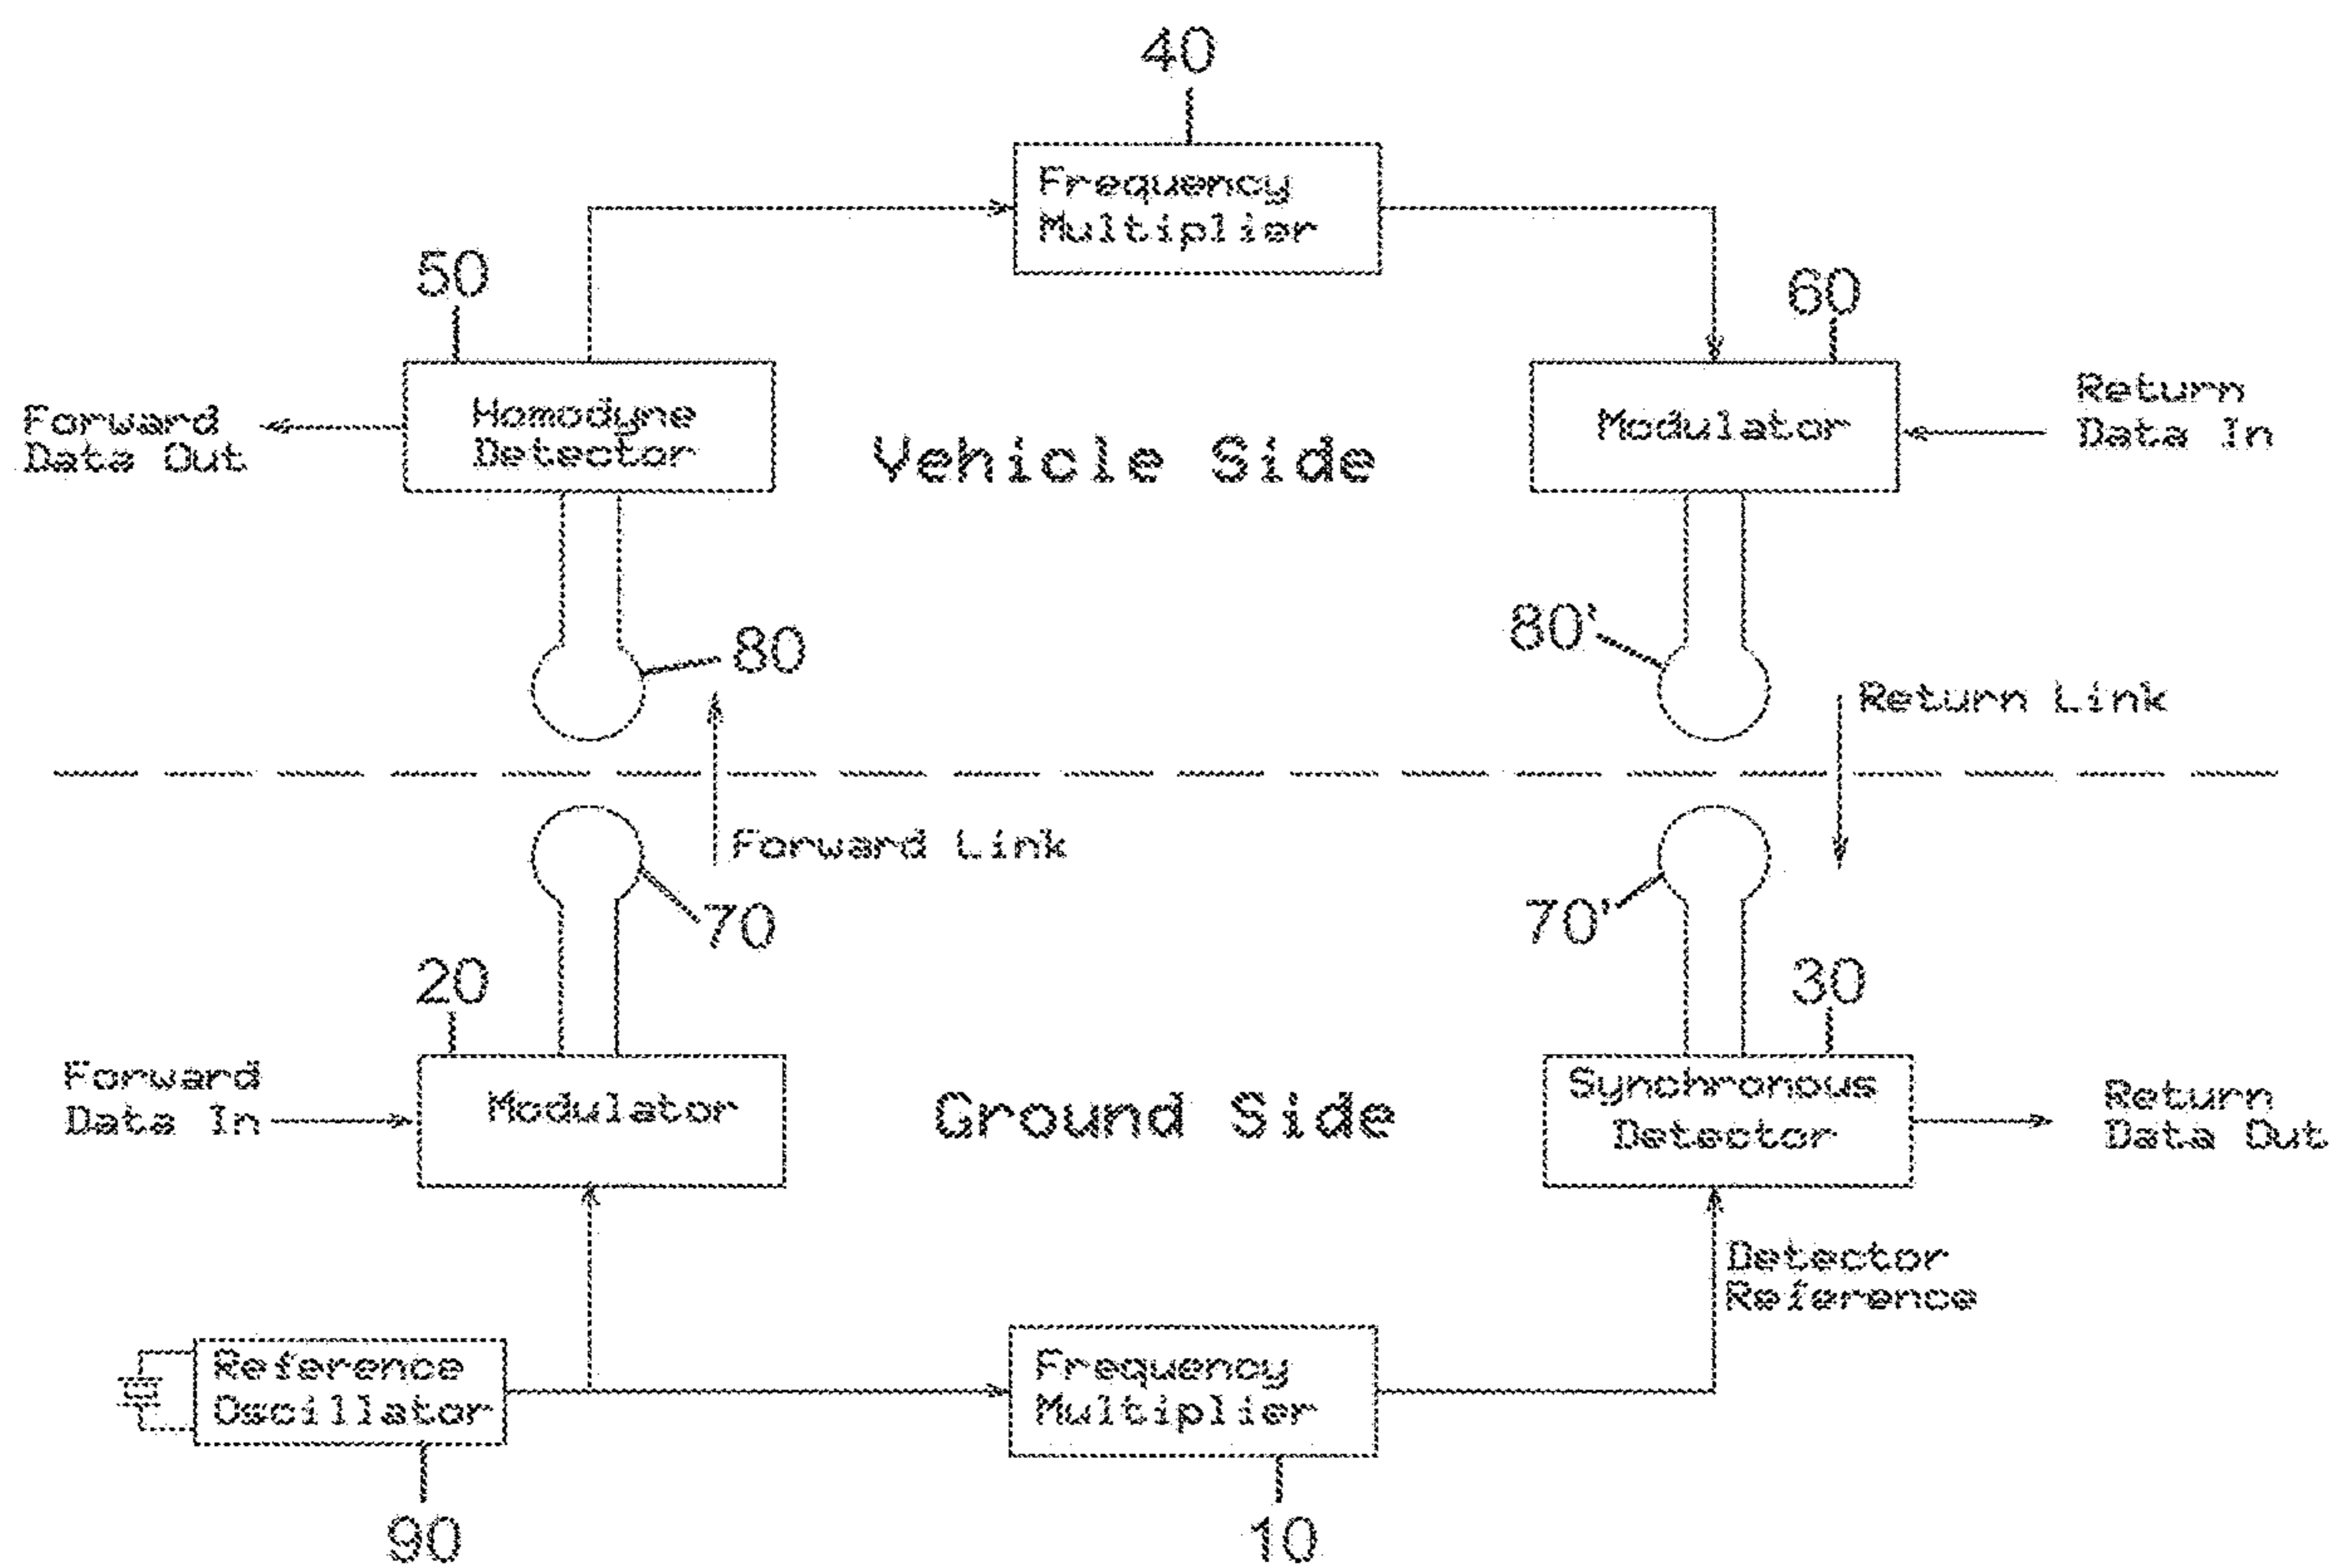 40
Frequency
Multiplier
50
60
Forward
Data Out
Homodyne
Detector
Vehicle Side
Modulator
Return
Data In
80
80'
Return Link
Forward Link
70
70'
20
30
Forward
Data In
Modulator
Ground Side
Synchronous
Detector
Return
Data Out
Detector
Reference
Reference
Oscillator
Frequency
Multiplier
90
10